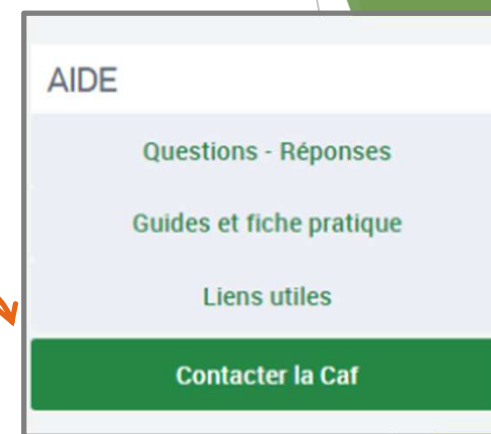 AIDE
Questions - Réponses
Guides et fiche pratique
Liens utiles
Contacter la Caf